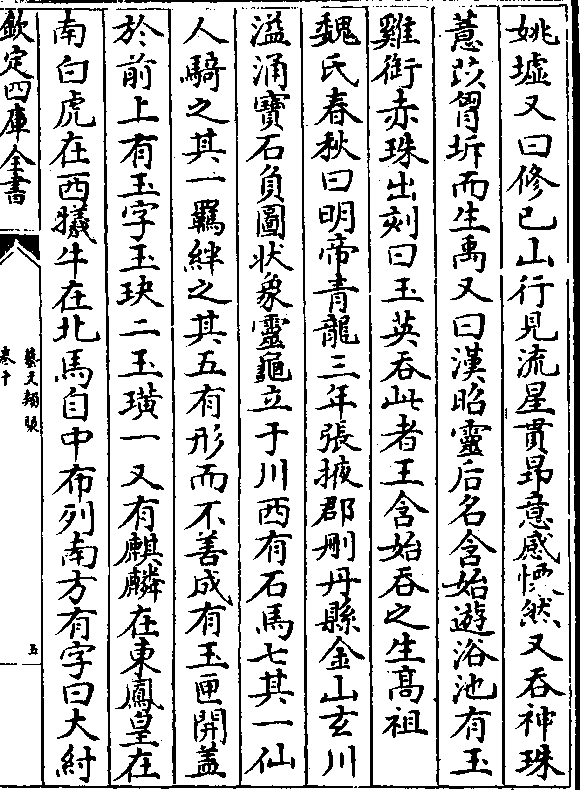 姚墟又曰修已山行見流星貫昴意感慄然又吞神珠
薏苡胷坼而生禹又曰漢昭靈后名含始遊洛池有玉
雞銜赤珠出刻曰玉英吞此者王含始吞之生高祖
魏氏春秋曰明帝青龍三年張掖郡刪丹縣金山玄川
溢涌寶石負圖狀象靈龜立于川西有石馬七其一仙
人騎之其一羈絆之其五有形而不善成有玉匣開蓋
於前上有玉字玉玦二玉璜一又有麒麟在東鳳皇在
南白虎在西犧牛在北馬自中布列南方有字曰大討
欽定四庫全書
藝文類聚
卷十
五